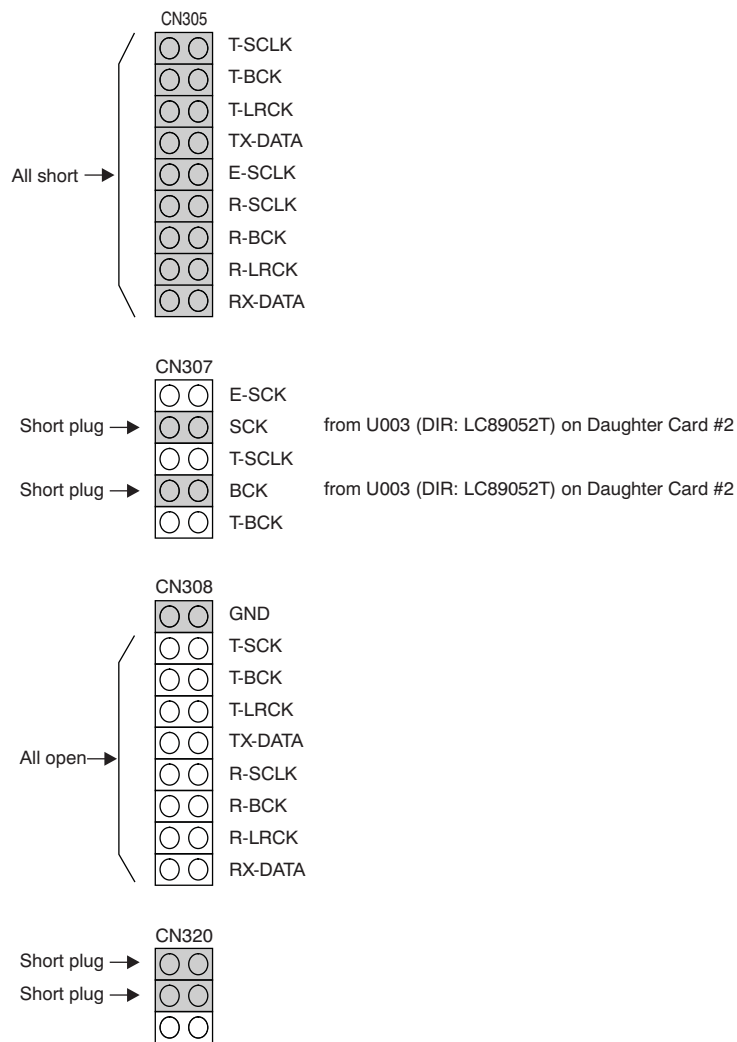 CN305
T-SCLK
T-BCK
T-LRCK
TX-DATA
All short E-SCLK
R-SCLK
R-BCK
R-LRCK
RX-DATA
CN307
E-SCK
Short plug SCK from U003 (DIR: LC89052T) on Daughter Card #2
T-SCLK
Short plug BCK from U003 (DIR: LC89052T) on Daughter Card #2
T-BCK
CN308
GND
T-SCK
T-BCK
T-LRCK
TX-DATA
All open R-SCLK
R-BCK
R-LRCK
RX-DATA
CN320
Short plug
Short plug